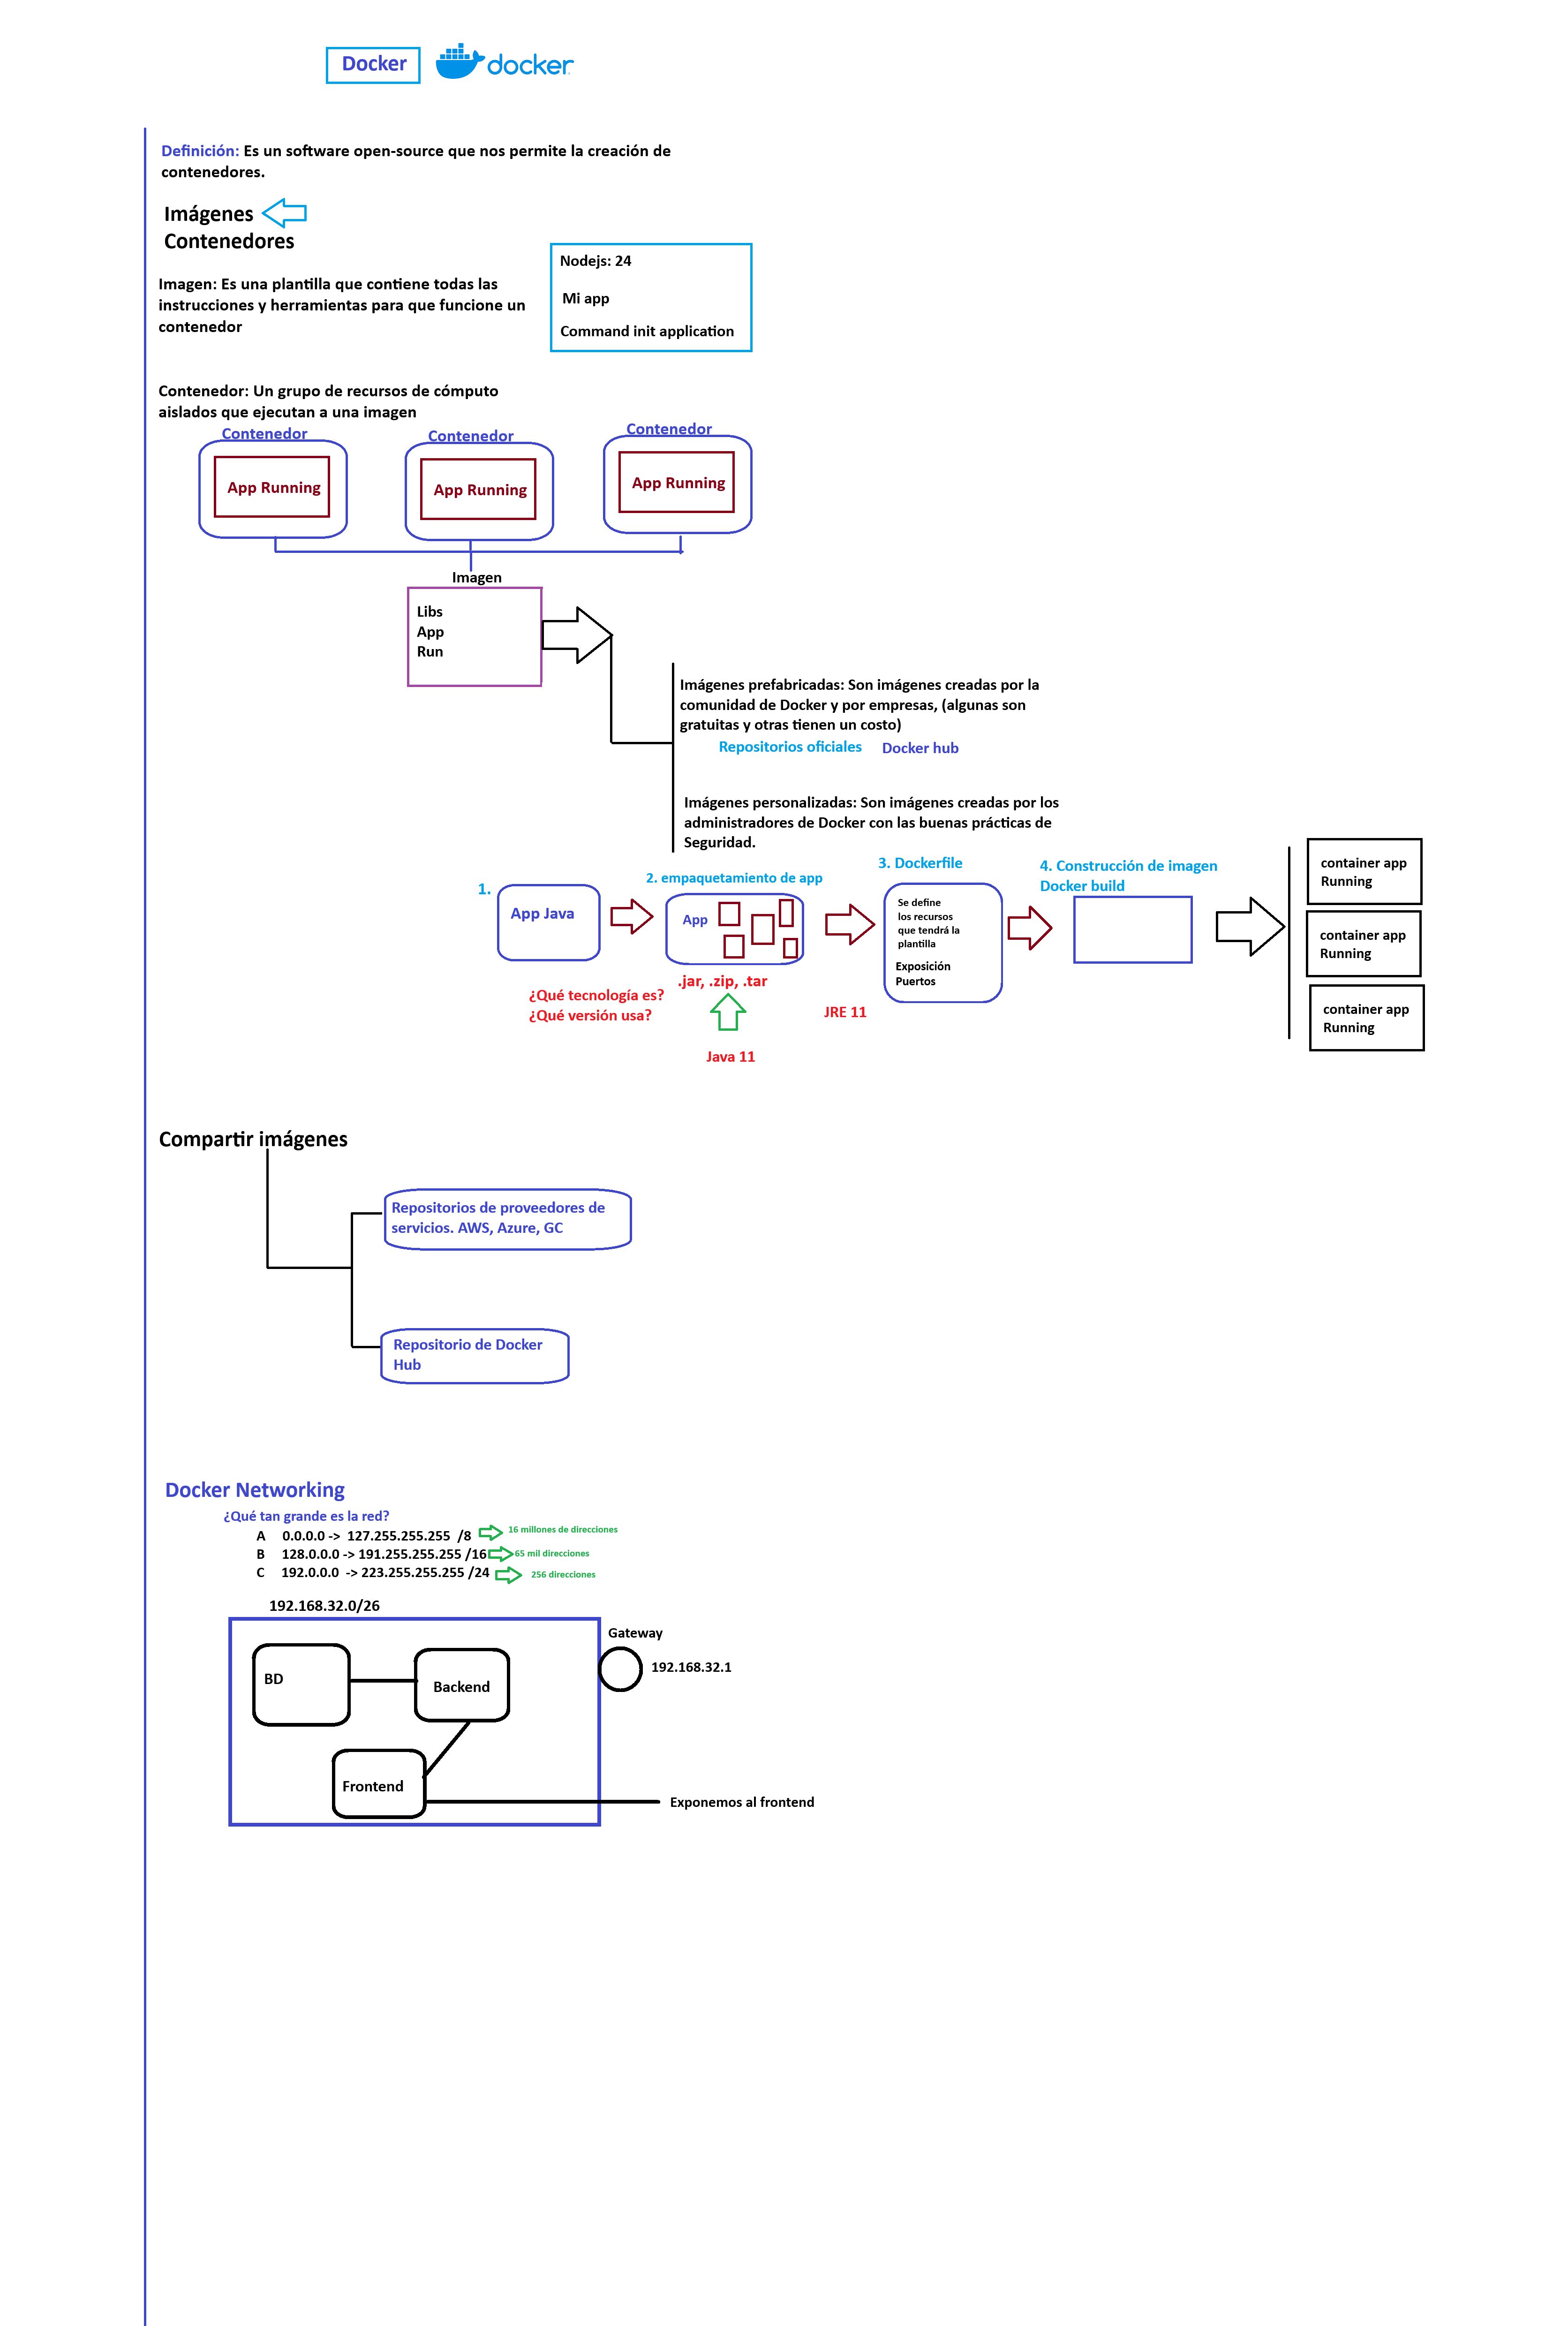 Docker
docker
Definición: Es un software open-source que nos permite la creación de
contenedores.
Imágenes
Contenedores
Nodejs: 24
Mi app
Command init application
Imagen: Es una plantilla que contiene todas las
instrucciones y herramientas para que funcione un
contenedor
Contenedor: Un grupo de recursos de cómputo
aislados que ejecutan a una imagen
Contenedor
Contenedor
Contenedor
App Running
App Running
App Running
Imagen
Libs
App
Run
Imágenes prefabricadas: Son imágenes creadas por la
comunidad de Docker y por empresas, (algunas son
gratuitas y otras tienen un costo)
Repositorios oficiales
Docker hub
Imágenes personalizadas: Son imágenes creadas por los
administradores de Docker con las buenas prácticas de
Seguridad.
1.
App Java
¿Qué tecnología es?
¿Qué versión usa?
2. empaquetamiento de app
App
.jar, .zip, .tar
Java 11
3. Dockerfile
Se define
los recursos
que tendrá la
plantilla
Exposición
Puertos
JRE 11
4. Construcción de imagen
Docker build
container app
Running
container app
Running
container app
Running
Compartir imágenes
Repositorios de proveedores de
servicios. AWS, Azure, GC
Repositorio de Docker
Hub
Docker Networking
¿Qué tan grande es la red?
A 0.0.0.0 -> 127.255.255.255 /8 16 millones de direcciones
B 128.0.0.0 -> 191.255.255.255 /16 65 mil direcciones
C 192.0.0.0 -> 223.255.255.255 /24 256 direcciones
192.168.32.0/26
Gateway
192.168.32.1
BD
Backend
Frontend
Exponemos al frontend